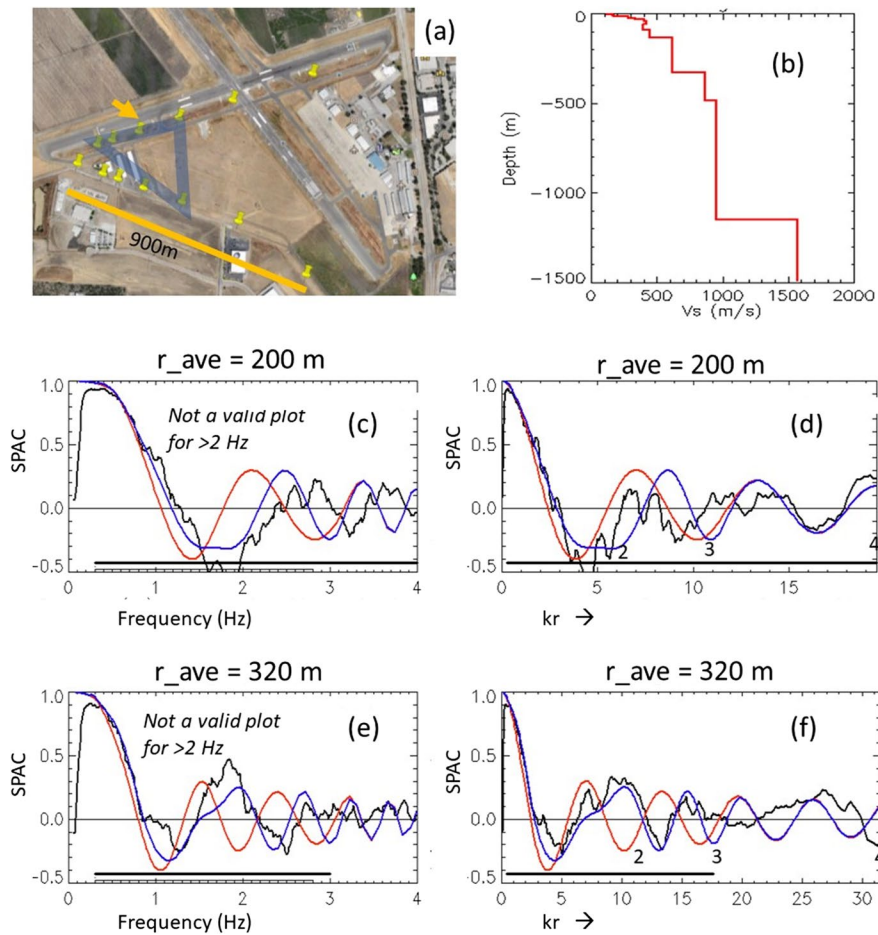 (a)
900m
(b)
0
−500
−1000
−1500
Depth (m)
500
1000
1500
2000
Vs (m/s)
r_ave = 200 m
1.0
0.5
0.0
-0.5
SPAC
Not a valid plot
for >2 Hz
(c)
0
1
2
3
4
Frequency (Hz)
r_ave = 200 m
1.0
0.5
0.0
-0.5
SPAC
(d)
2
3
4
0
5
10
15
kr →
r_ave = 320 m
1.0
0.5
0.0
-0.5
SPAC
Not a valid plot
for >2 Hz
(e)
0
1
2
3
4
Frequency (Hz)
r_ave = 320 m
1.0
0.5
0.0
-0.5
SPAC
(f)
2
3
4
0
5
10
15
20
25
30
kr →